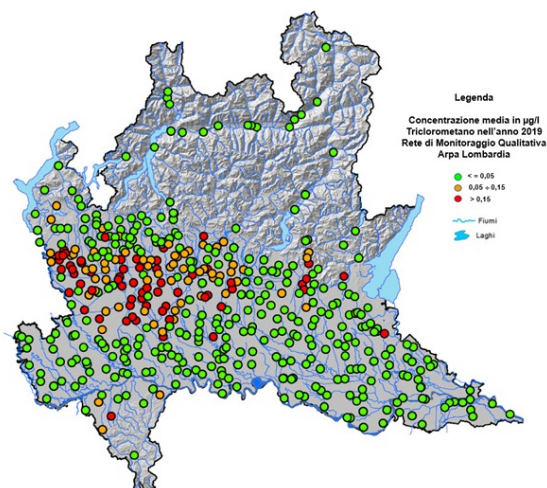 Legenda
Concentrazione media in µg/l
Triclorometano nell'anno 2019
Rete di Monitoraggio Qualitativa
Arpa Lombardia
< = 0,05
0,05 ÷ 0,15
> 0,15
Fiumi
Laghi